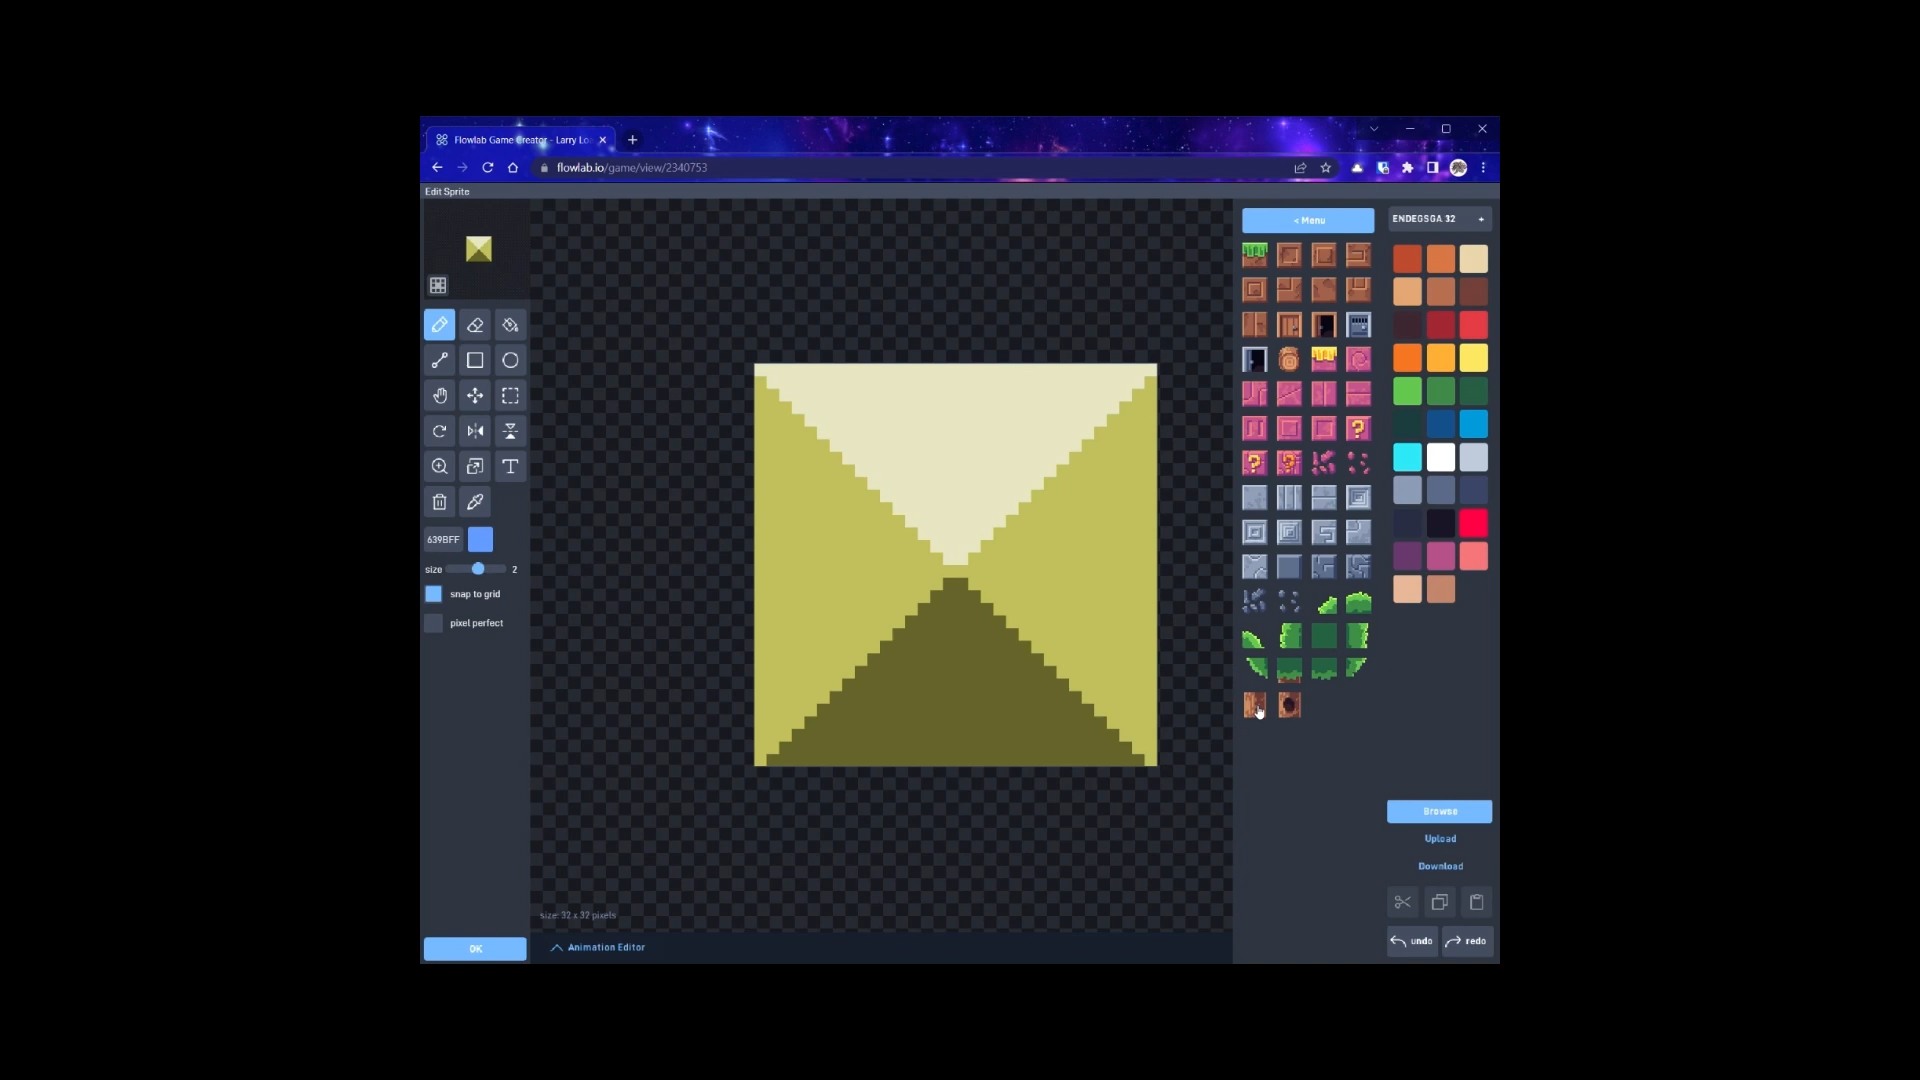 Flowlab Game Creator - Larry Lo
flowlab.io/game/view/2340753
Edit Sprite
< Menu
ENDEOSGA 32 +
639BFF
size 2
snap to grid
pixel perfect
Browse
Upload
Download
size: 32 x 32 pixels
undo redo
OK
Animation Editor